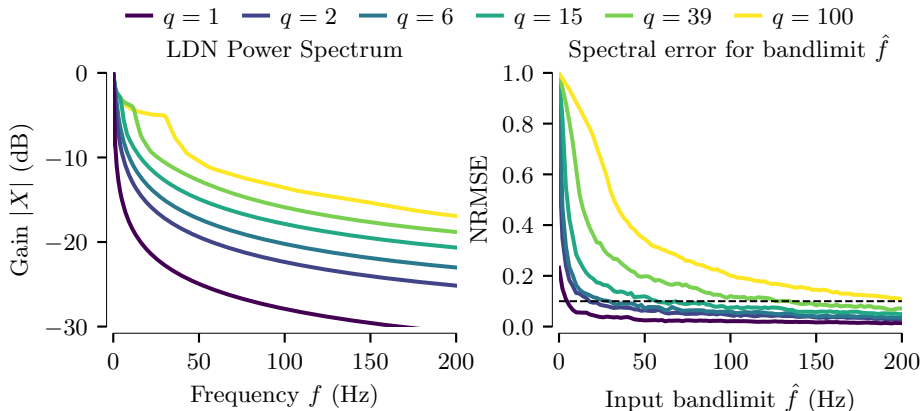 q = 1 q = 2 q = 6 q = 15 q = 39 q = 100
LDN Power Spectrum
0
−10
−20
−30
Gain |X| (dB)
0 50 100 150 200
Frequency f (Hz)
Spectral error for bandlimit f̂
1.0
0.8
0.6
0.4
0.2
0.0
NRMSE
0 50 100 150 200
Input bandlimit f̂ (Hz)